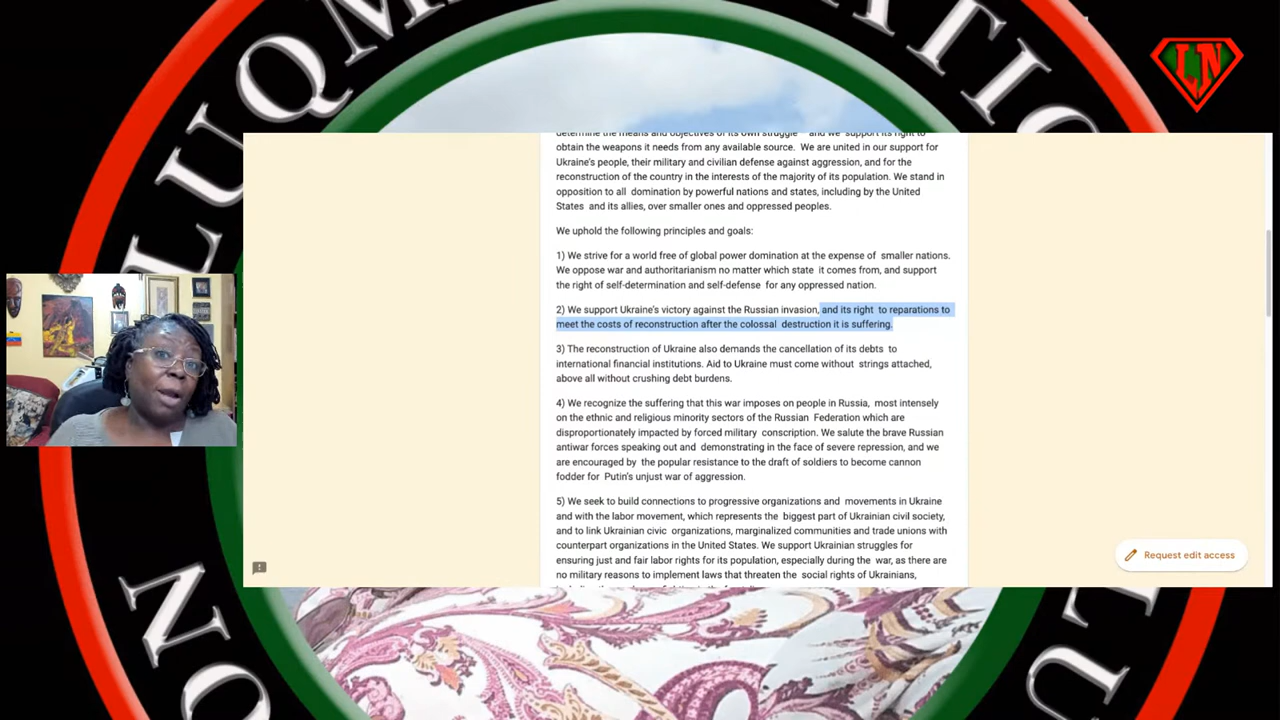 LUQM
ATIO
LN
determine the means and objectives of its own struggle – and we support its right to
obtain the weapons it needs from any available source. We are united in our support for
Ukraine's people, their military and civilian defense against aggression, and for the
reconstruction of the country in the interests of the majority of its population. We stand in
opposition to all domination by powerful nations and states, including by the United
States and its allies, over smaller ones and oppressed peoples.
We uphold the following principles and goals:
1) We strive for a world free of global power domination at the expense of smaller nations.
We oppose war and authoritarianism no matter which state it comes from, and support
the right of self-determination and self-defense for any oppressed nation.
2) We support Ukraine's victory against the Russian invasion, and its right to reparations to
meet the costs of reconstruction after the colossal destruction it is suffering.
3) The reconstruction of Ukraine also demands the cancellation of its debts to
international financial institutions. Aid to Ukraine must come without strings attached,
above all without crushing debt burdens.
4) We recognize the suffering that this war imposes on people in Russia, most intensely
on the ethnic and religious minority sectors of the Russian Federation which are
disproportionately impacted by forced military conscription. We salute the brave Russian
antiwar forces speaking out and demonstrating in the face of severe repression, and we
are encouraged by the popular resistance to the draft of soldiers to become cannon
fodder for Putin's unjust war of aggression.
5) We seek to build connections to progressive organizations and movements in Ukraine
and with the labor movement, which represents the biggest part of Ukrainian civil society,
and to link Ukrainian civic organizations, marginalized communities and trade unions with
counterpart organizations in the United States. We support Ukrainian struggles for
ensuring just and fair labor rights for its population, especially during the war, as there are
no military reasons to implement laws that threaten the social rights of Ukrainians,
Request edit access